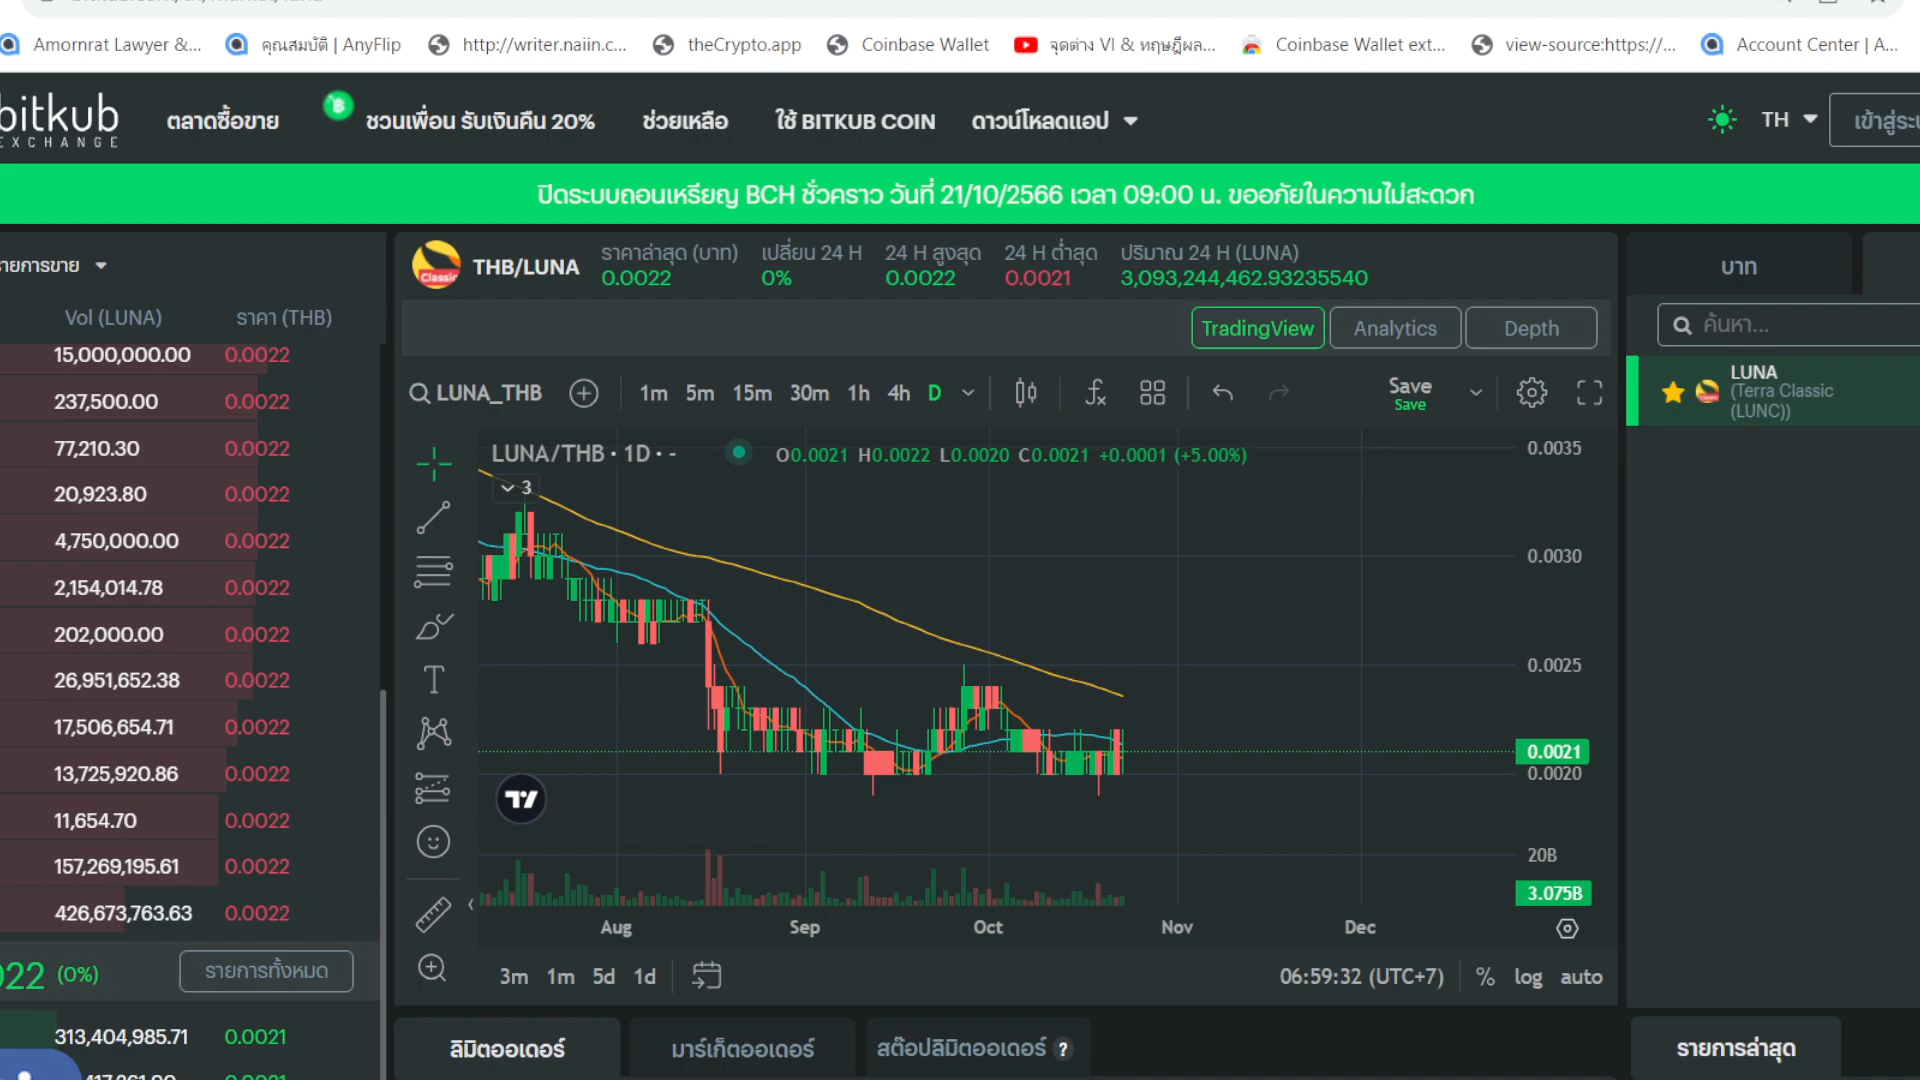 Amornrat Lawyer &...
คุณสมบัติ | AnyFlip
http://writer.naiin.c...
theCrypto.app
Coinbase Wallet
จุดต่าง VI & ทฤษฎีผล...
Coinbase Wallet ext...
view-source:https://...
Account Center | A...
bitkub
EXCHANGE
ตลาดซื้อขาย
ชวนเพื่อน รับเงินคืน 20%
ช่วยเหลือ
ใช้ BITKUB COIN
ดาวน์โหลดแอป
TH
เข้าสู่ระ
ปิดระบบถอนเหรียญ BCH ชั่วคราว วันที่ 21/10/2566 เวลา 09:00 น. ขออภัยในความไม่สะดวก
ายการขาย
Vol (LUNA) ราคา (THB)
15,000,000.00 0.0022
237,500.00 0.0022
77,210.30 0.0022
20,923.80 0.0022
4,750,000.00 0.0022
2,154,014.78 0.0022
202,000.00 0.0022
26,951,652.38 0.0022
17,506,654.71 0.0022
13,725,920.86 0.0022
11,654.70 0.0022
157,269,195.61 0.0022
426,673,763.63 0.0022
022 (0%)
รายการทั้งหมด
313,404,985.71 0.0021
Classic
THB/LUNA
ราคาล่าสุด (บาท)
0.0022
เปลี่ยน 24 H
0%
24 H สูงสุด
0.0022
24 H ต่ำสุด
0.0021
ปริมาณ 24 H (LUNA)
3,093,244,462.93235540
TradingView
Analytics
Depth
LUNA_THB
1m 5m 15m 30m 1h 4h D
Save
Save
LUNA/THB · 1D · -
O0.0021 H0.0022 L0.0020 C0.0021 +0.0001 (+5.00%)
3
0.0035
0.0030
0.0025
0.0021
0.0020
20B
3.075B
Aug Sep Oct Nov Dec
3m 1m 5d 1d
06:59:32 (UTC+7)
% log auto
ลิมิตออเดอร์
มาร์เก็ตออเดอร์
สต๊อปลิมิตออเดอร์ ?
บาท
ค้นหา...
LUNA
(Terra Classic
(LUNC))
รายการล่าสุด